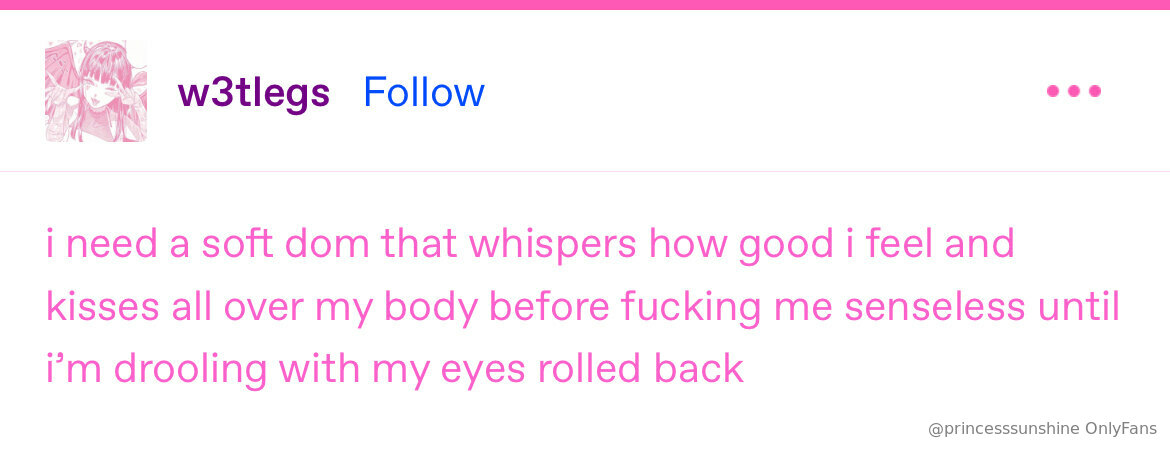 w3tlegs Follow
i need a soft dom that whispers how good i feel and
kisses all over my body before fucking me senseless until
i’m drooling with my eyes rolled back
@princesssunshine OnlyFans